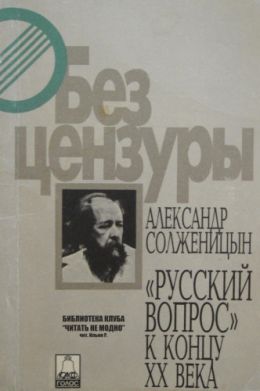 Без
цензуры
АЛЕКСАНДР
СОЛЖЕНИЦЫН
БИБЛИОТЕКА КЛУБА
"ЧИТАТЬ НЕ МОДНО"
«РУССКИЙ
ВОПРОС»
К КОНЦУ
XX ВЕКА
ГОЛОС